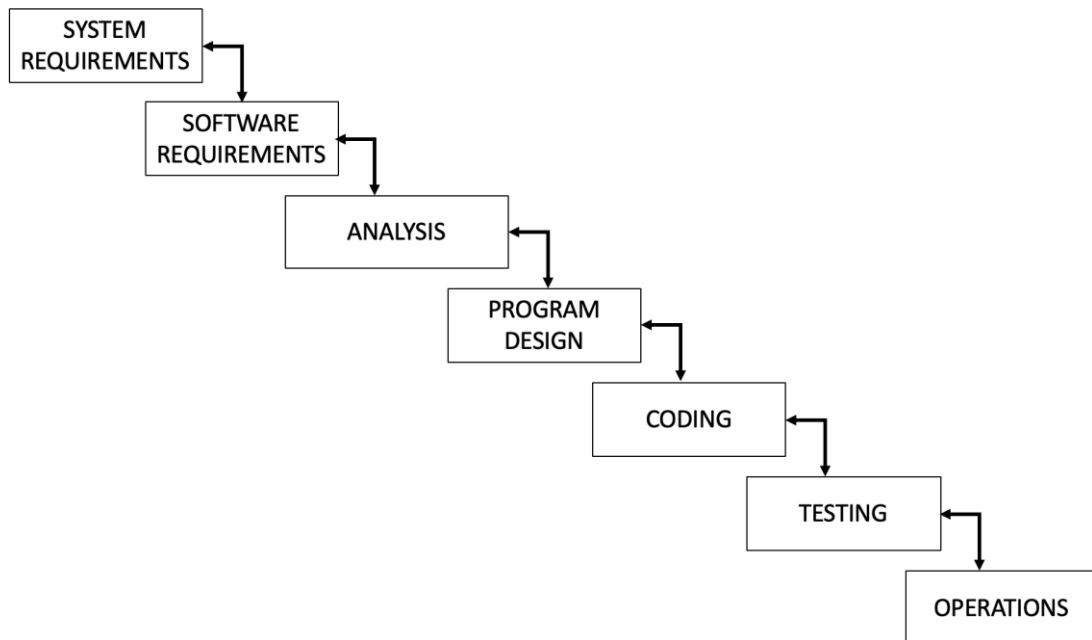 SYSTEM
REQUIREMENTS
SOFTWARE
REQUIREMENTS
ANALYSIS
PROGRAM
DESIGN
CODING
TESTING
OPERATIONS